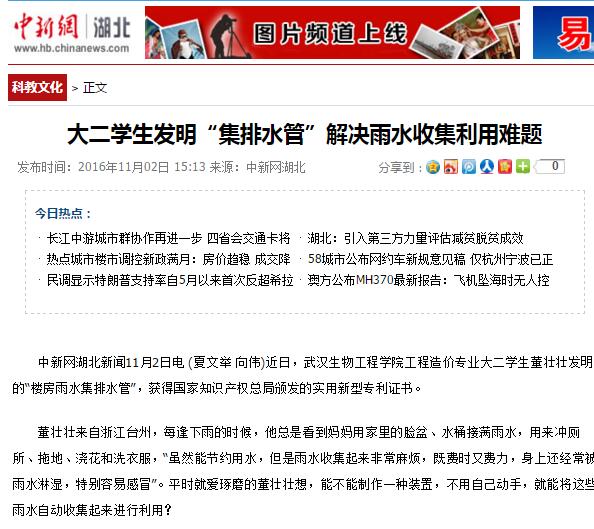 中新網 | 湖北
www.hb.chinanews.com
图片频道上线
易
科教文化 > 正文
大二学生发明“集排水管”解决雨水收集利用难题
发布时间：2016年11月02日 15:13 来源：中新网湖北
分享到： 0
今日热点：
· 长江中游城市群协作再进一步 四省会交通卡将 · 湖北：引入第三方力量评估减贫脱贫成效
· 热点城市楼市调控新政满月：房价趋稳 成交降 · 58城市公布网约车新规意见稿 仅杭州宁波已正
· 民调显示特朗普支持率自5月以来首次反超希拉 · 澳方公布MH370最新报告：飞机坠海时无人控
中新网湖北新闻11月2日电 (夏文举 向伟)近日，武汉生物工程学院工程造价专业大二学生董壮壮发明
的“楼房雨水集排水管”，获得国家知识产权总局颁发的实用新型专利证书。
董壮壮来自浙江台州，每逢下雨的时候，他总是看到妈妈用家里的脸盆、水桶接满雨水，用来冲厕
所、拖地、浇花和洗衣服，“虽然能节约用水，但是雨水收集起来非常麻烦，既费时又费力，身上还经常被
雨水淋湿，特别容易感冒”。平时就爱琢磨的董壮壮想，能不能制作一种装置，不用自己动手，就能将这些
雨水自动收集起来进行利用？